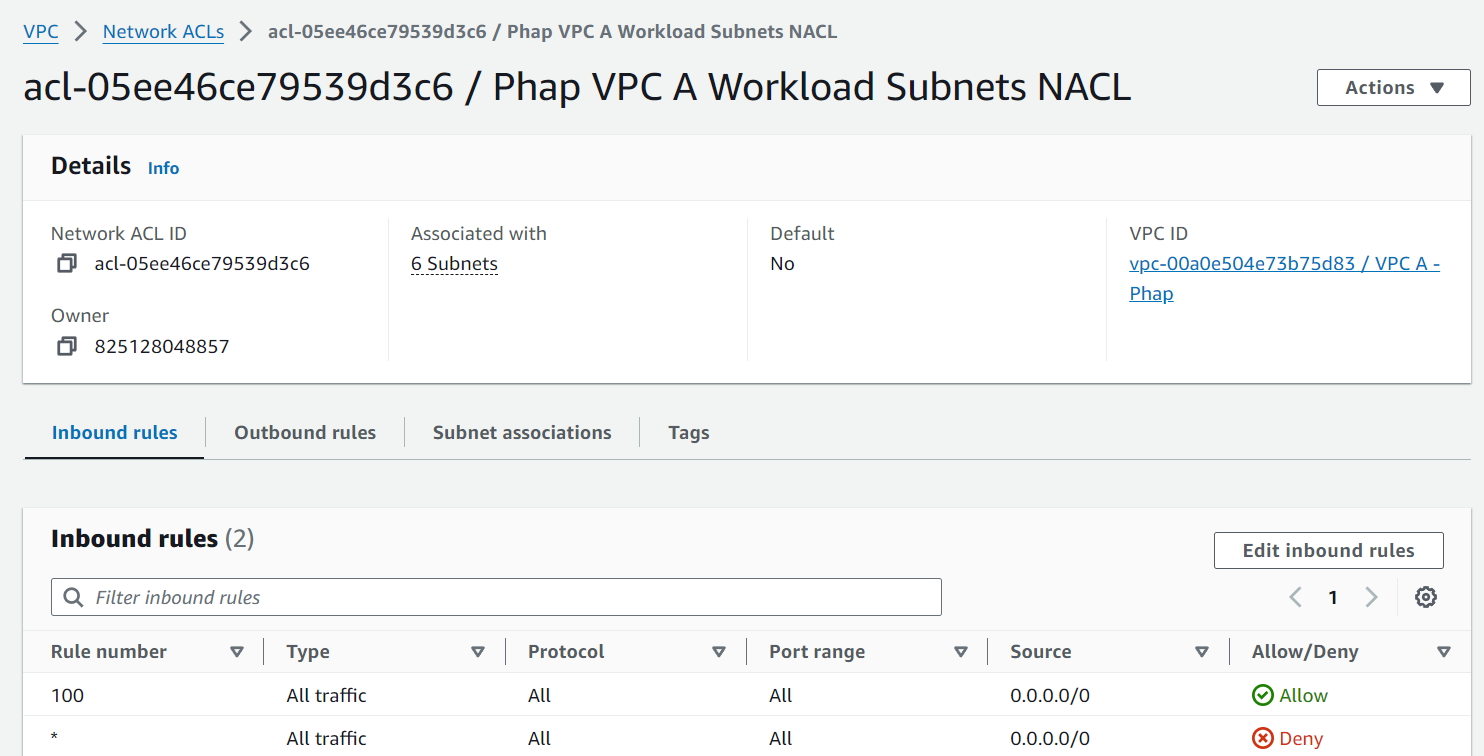 VPC > Network ACLs > acl-05ee46ce79539d3c6 / Phap VPC A Workload Subnets NACL
acl-05ee46ce79539d3c6 / Phap VPC A Workload Subnets NACL
Actions
Details Info
Network ACL ID
acl-05ee46ce79539d3c6
Owner
825128048857
Associated with
6 Subnets
Default
No
VPC ID
vpc-00a0e504e73b75d83 / VPC A -
Phap
Inbound rules Outbound rules Subnet associations Tags
Inbound rules (2)
Edit inbound rules
Filter inbound rules
1
Rule number Type Protocol Port range Source Allow/Deny
100 All traffic All All 0.0.0.0/0 Allow
* All traffic All All 0.0.0.0/0 Deny